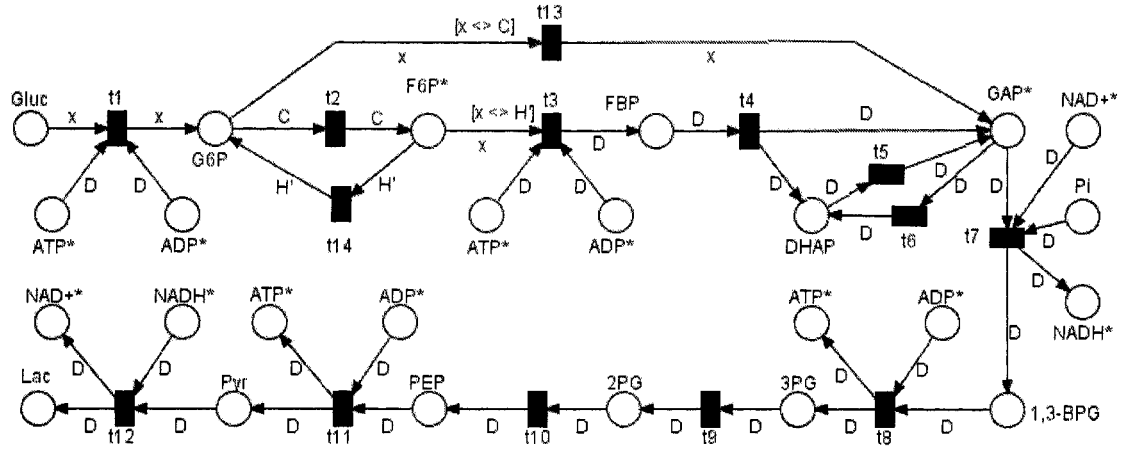 [x <> C]
t13
x
x
Gluc
t1
t2
F6P*
[x <> H']
t3
FBP
t4
GAP*
NAD+*
x
x
C
C
x
D
D
D
G6P
t5
D
D
H'
H'
D
D
D
D
D
D
D
D
Pi
ATP*
ADP*
t14
ATP*
ADP*
DHAP
D
t6
t7
D
D
NAD+*
NADH*
ATP*
ADP*
ATP*
ADP*
NADH*
D
D
D
D
D
D
D
Lac
Pyr
PEP
2PG
3PG
1,3-BPG
D
t12
D
D
t11
D
D
t10
D
D
t9
D
D
t8
D